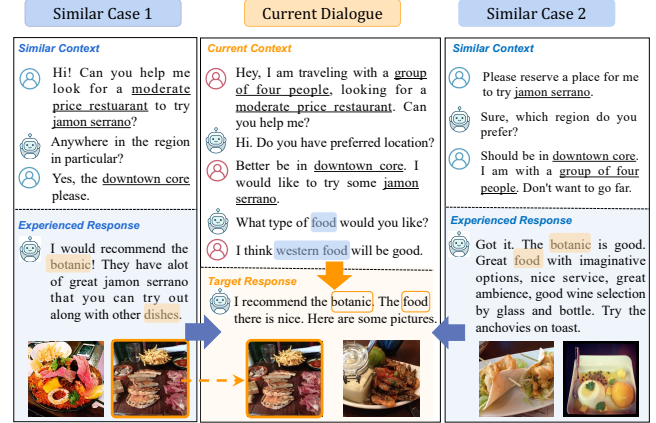 Similar Case 1
Similar Context
Hi! Can you help me
look for a moderate
price restuarant to try
jamon serrano?
Anywhere in the region
in particular?
Yes, the downtown core
please.
Experienced Response
I would recommend the
botanic! They have alot
of great jamon serrano
that you can try out
along with other dishes.
Current Dialogue
Current Context
Hey, I am traveling with a group
of four people, looking for a
moderate price restaurant. Can
you help me?
Hi. Do you have preferred location?
Better be in downtown core. I
would like to try some jamon
serrano.
What type of food would you like?
I think western food will be good.
Target Response
I recommend the botanic. The food
there is nice. Here are some pictures.
Similar Case 2
Similar Context
Please reserve a place for me
to try jamon serrano.
Sure, which region do you
prefer?
Should be in downtown core.
I am with a group of four
people. Don't want to go far.
Experienced Response
Got it. The botanic is good.
Great food with imaginative
options, nice service, great
ambience, good wine selection
by glass and bottle. Try the
anchovies on toast.